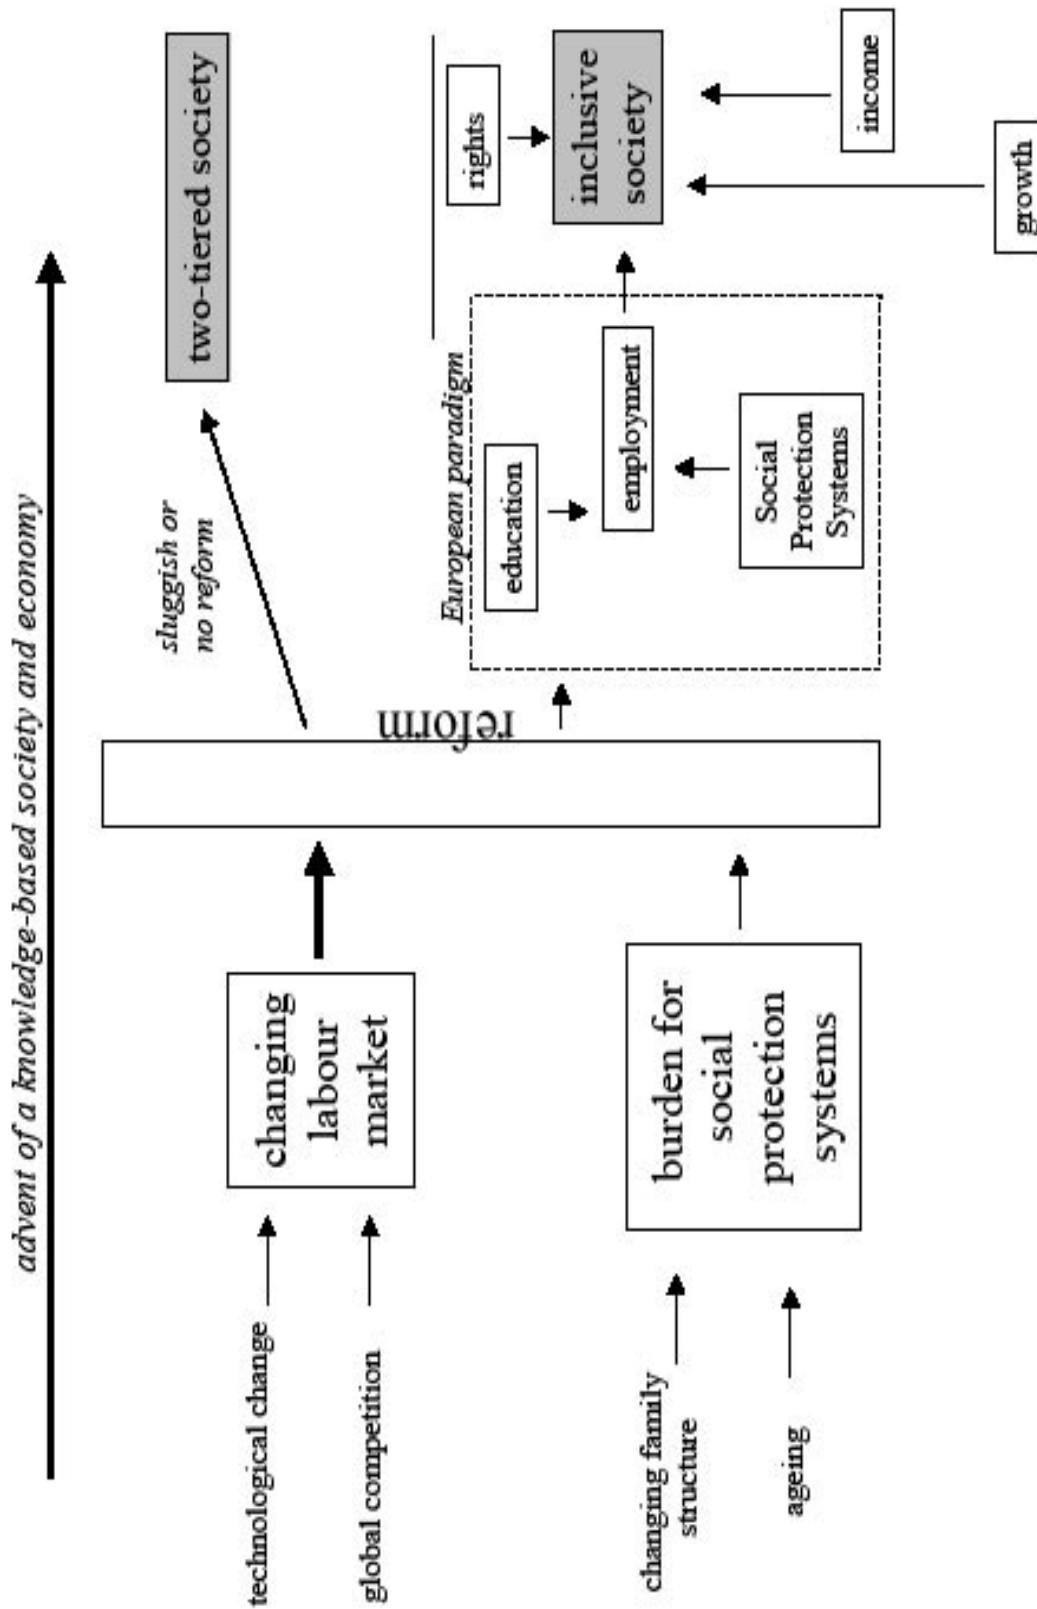 advent of a knowledge-based society and economy
technological change
global competition
changing
labour
market
sluggish or
no reform
two-tiered society
reform
changing family
structure
ageing
burden for
social
protection
systems
European paradigm
education
employment
Social
Protection
Systems
rights
inclusive
society
income
growth